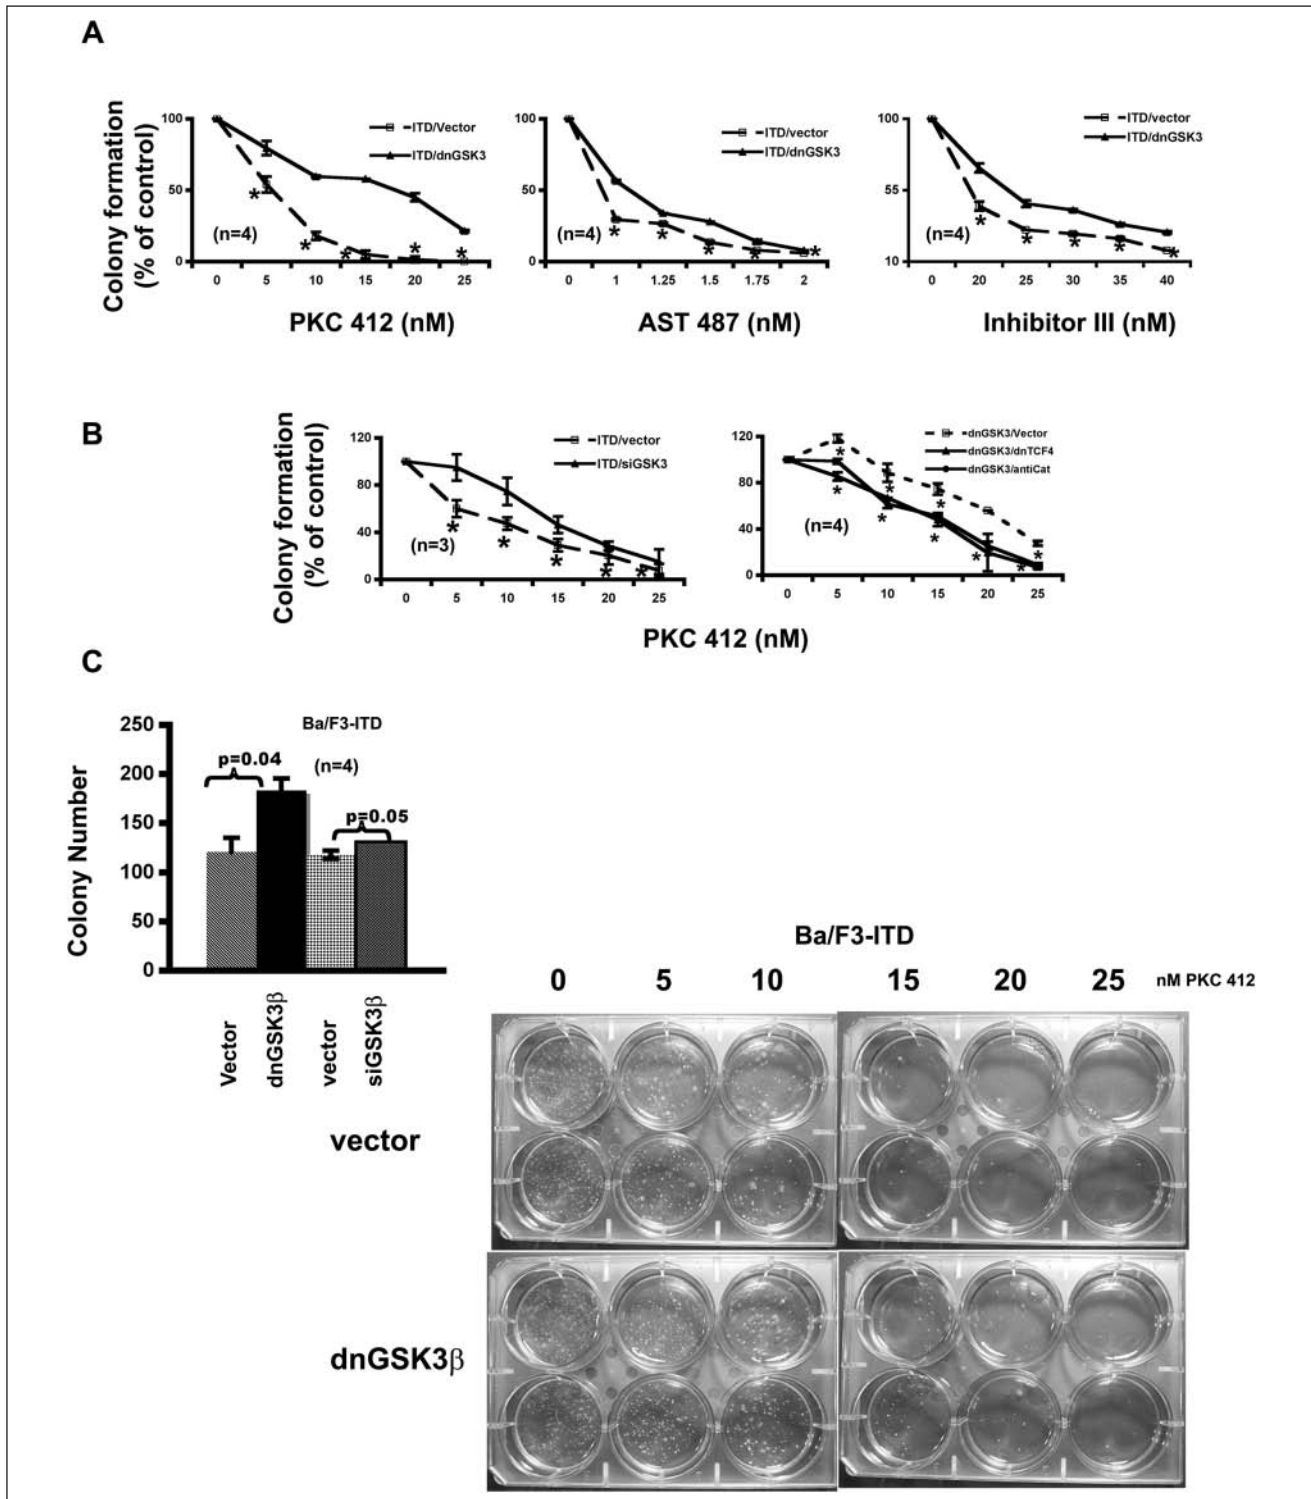 A
Colony formation
(% of control)
100
50
0
ITD/Vector
ITD/dnGSK3
(n=4)
0 5 10 15 20 25
PKC 412 (nM)
100
50
0
ITD/vector
ITD/dnGSK3
(n=4)
0 1 1.25 1.5 1.75 2
AST 487 (nM)
100
55
10
ITD/vector
ITD/dnGSK3
(n=4)
0 20 25 30 35 40
Inhibitor III (nM)
B
Colony formation
(% of control)
120
80
40
0
ITD/vector
ITD/siGSK3
(n=3)
0 5 10 15 20 25
120
80
40
0
dnGSK3/Vector
dnGSK3/dnTCF4
dnGSK3/antiCat
(n=4)
0 5 10 15 20 25
PKC 412 (nM)
C
Colony Number
250
200
150
100
50
0
Ba/F3-ITD
(n=4)
p=0.04
p=0.05
Vector
dnGSK3β
vector
siGSK3β
Ba/F3-ITD
0 5 10 15 20 25 nM PKC 412
vector
dnGSK3β